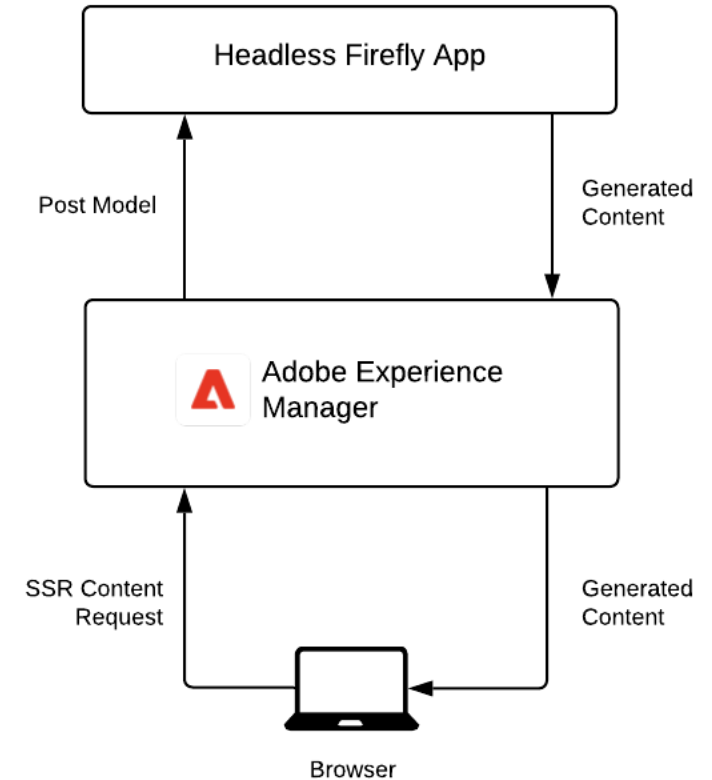 Headless Firefly App
Post Model
Generated
Content
Adobe Experience
Manager
SSR Content
Request
Generated
Content
Browser